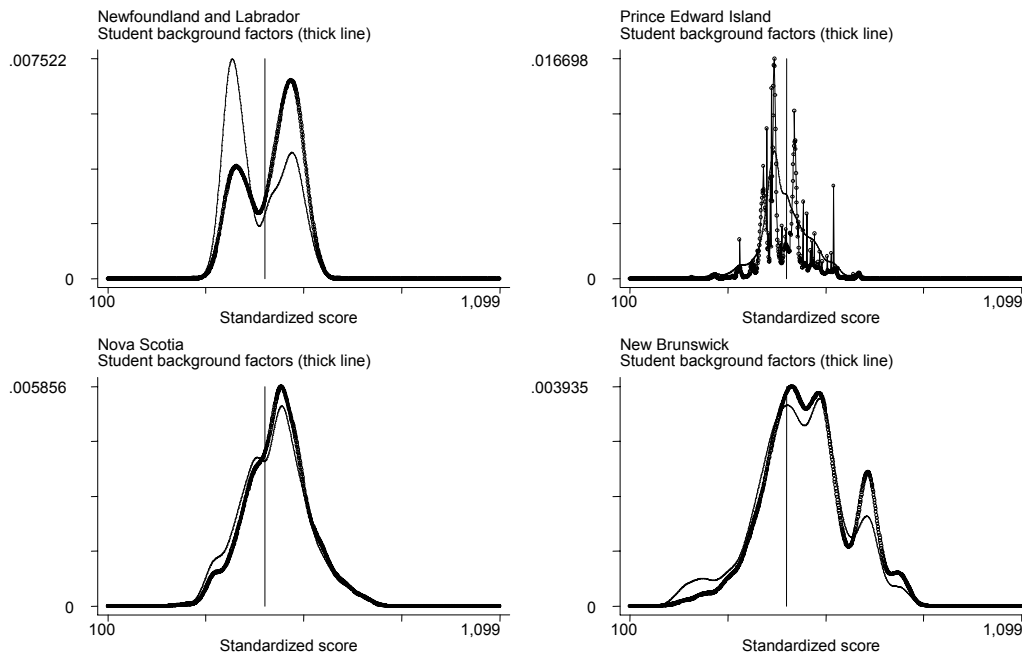 Newfoundland and Labrador
Student background factors (thick line)
.007522
0
100
1,099
Standardized score
Prince Edward Island
Student background factors (thick line)
.016698
0
100
1,099
Standardized score
Nova Scotia
Student background factors (thick line)
.005856
0
100
1,099
Standardized score
New Brunswick
Student background factors (thick line)
.003935
0
100
1,099
Standardized score